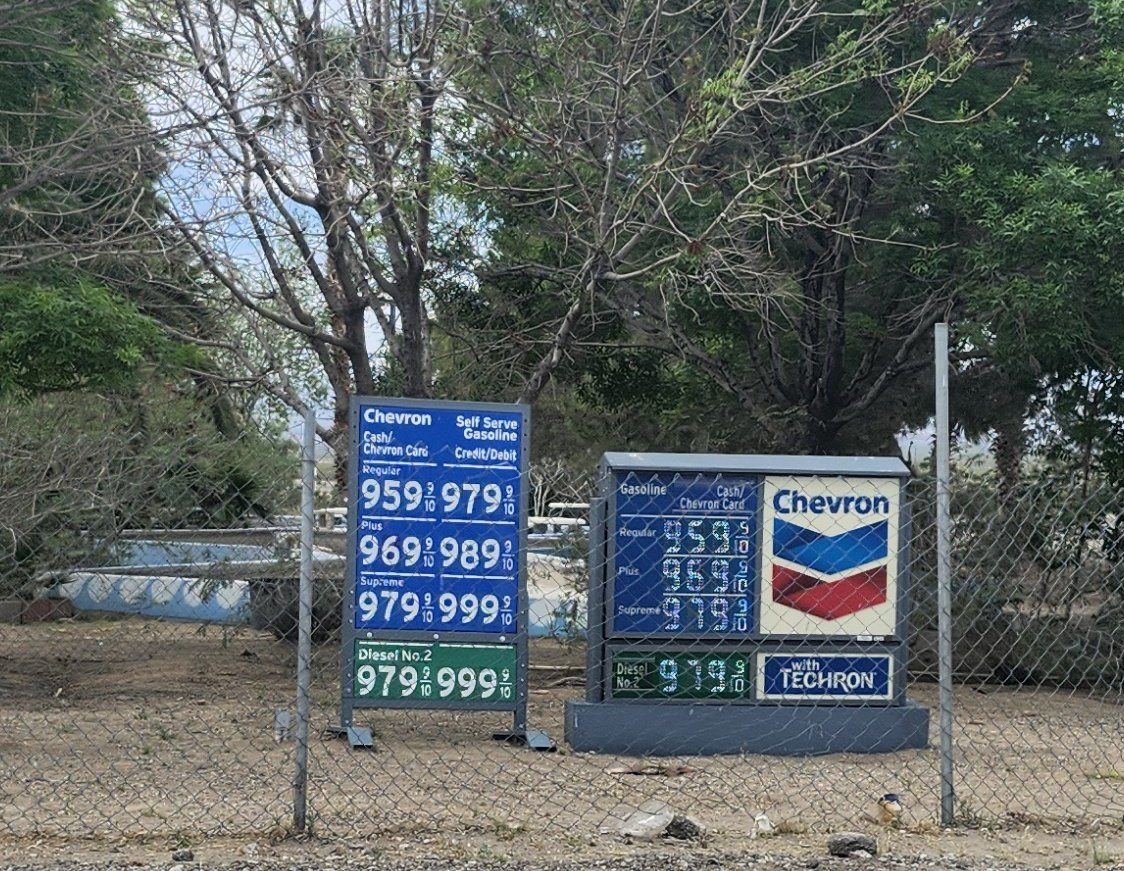 Chevron Self Serve
Gasoline
Cash/
Chevron Card Credit/Debit
Regular
959 9/10 979 9/10
Plus
969 9/10 989 9/10
Supreme
979 9/10 999 9/10
Diesel No.2
979 9/10 999 9/10
Gasoline Cash/
Chevron Card
Regular 959 9/10
Plus
Supreme 979 9/10
Diesel
No.2 979 9/10
Chevron
with
TECHRON